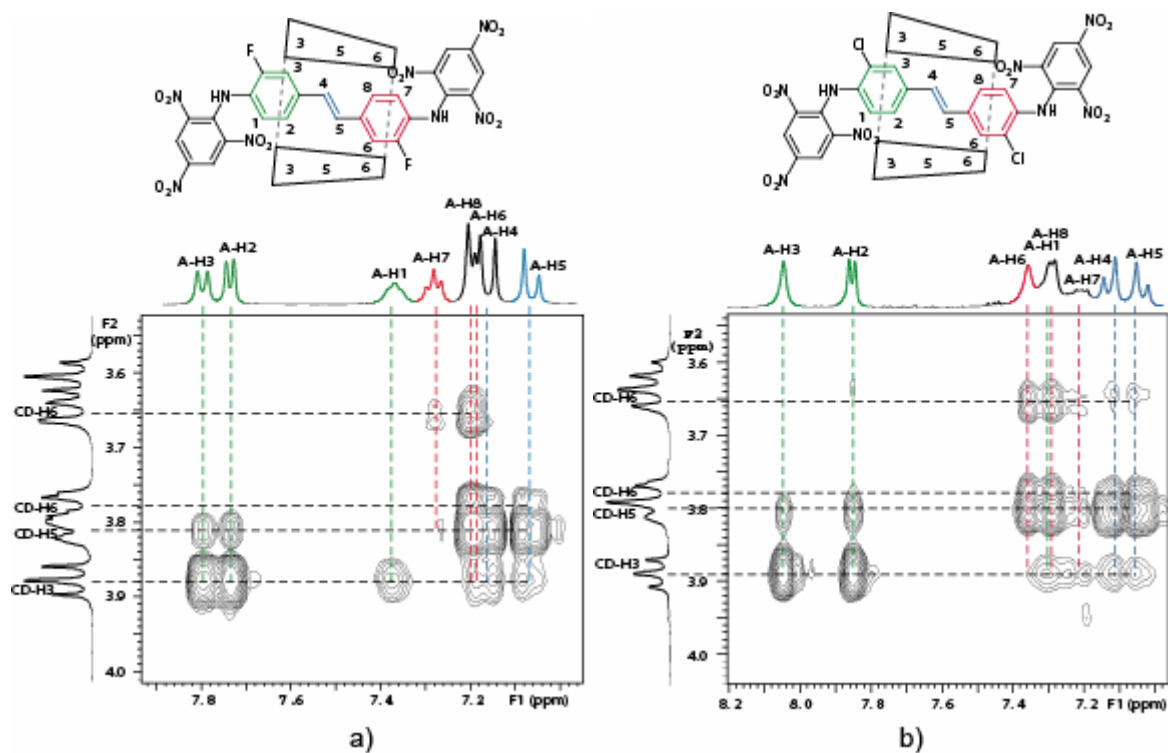 NO₂
O₂N
NO₂
F
3 5 6
3
4
8 7
NH
NO₂
O₂N
HN
1 2
5
6
F
NO₂
O₂N
3 5 6
A-H3
A-H2
A-H1
A-H7
A-H8
A-H6
A-H4
A-H5
F2
(ppm)
3.6
CD-H6
3.7
CD-H6
3.8
CD-H5
CD-H3
3.9
4.0
7.8 7.6 7.4 7.2 F1 (ppm)
a)
NO₂
O₂N
NO₂
Cl
3 5 6
3
4
8 7
NH
NO₂
O₂N
HN
1 2
5
6
Cl
NO₂
O₂N
3 5 6
A-H3
A-H2
A-H6
A-H8
A-H1
A-H7
A-H4
A-H5
F2
(ppm)
3.6
CD-H6
3.7
CD-H6
3.8
CD-H5
CD-H3
3.9
4.0
8.2 8.0 7.8 7.6 7.4 7.2 F1 (ppm)
b)